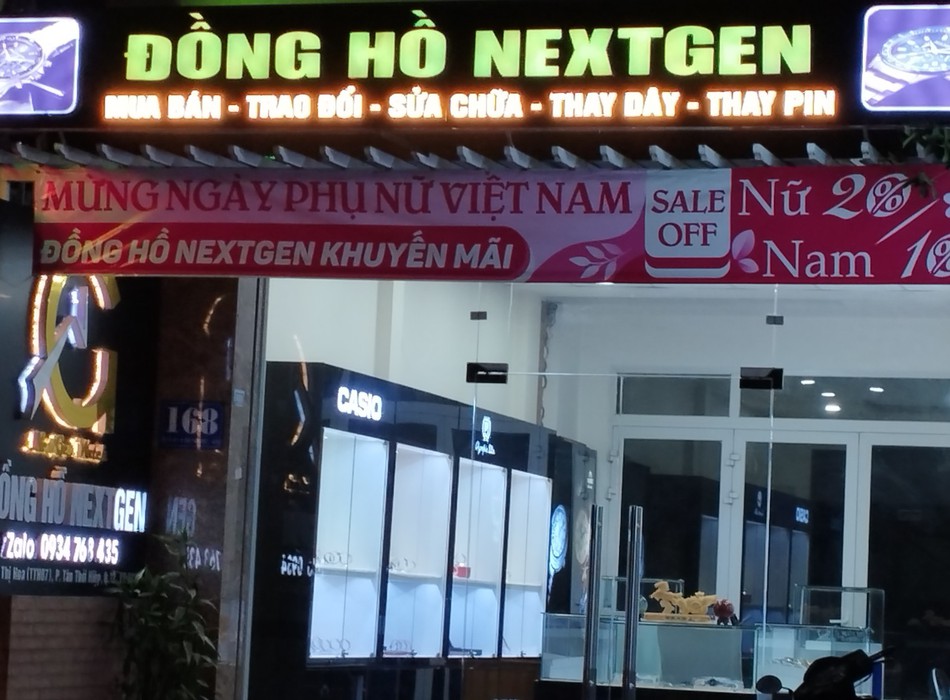 ĐỒNG HỒ NEXTGEN
MUA BÁN - TRAO ĐỔI - SỬA CHỮA - THAY DÂY - THAY PIN
MỪNG NGÀY PHỤ NỮ VIỆT NAM
ĐỒNG HỒ NEXTGEN KHUYẾN MÃI
SALE
OFF
Nữ 20%
Nam
CASIO
168
ĐỒNG HỒ NEXTGEN
Zalo 0934 768 435